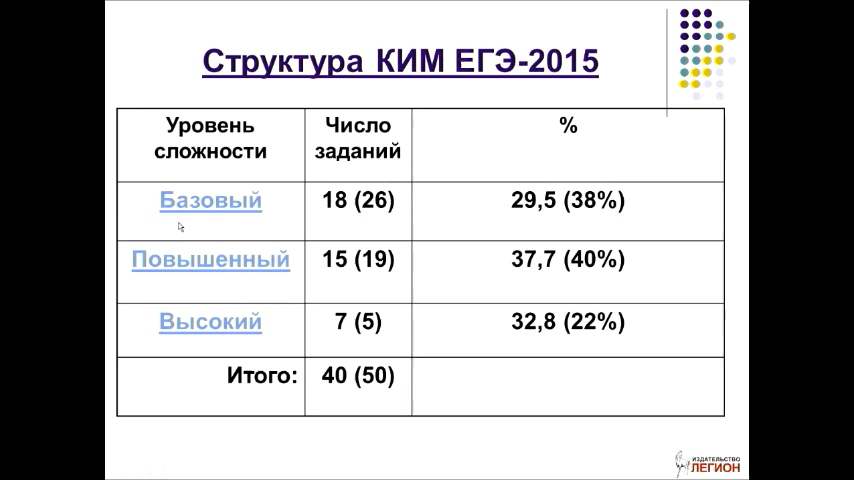 Структура КИМ ЕГЭ-2015
Уровень сложности
Число заданий
%
Базовый
18 (26)
29,5 (38%)
Повышенный
15 (19)
37,7 (40%)
Высокий
7 (5)
32,8 (22%)
Итого:
40 (50)
ИЗДАТЕЛЬСТВО
ЛЕГИОН